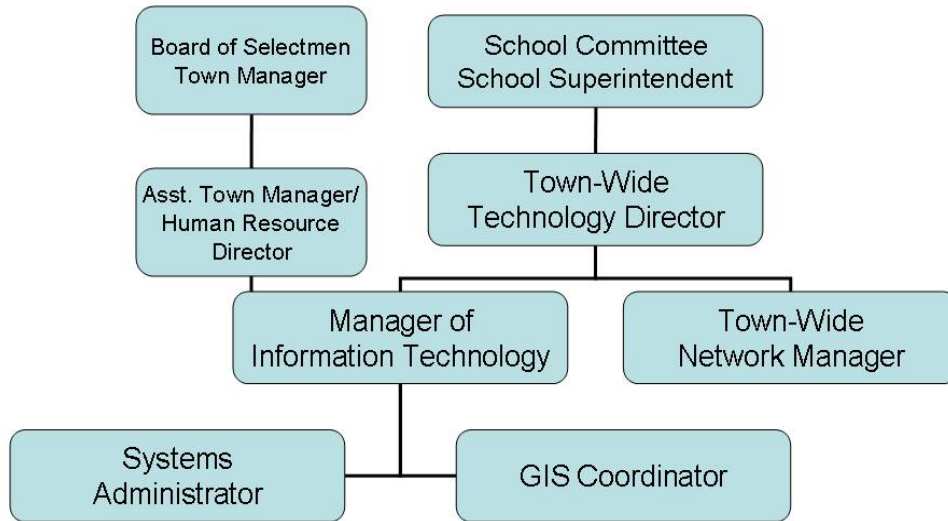 Board of Selectmen
Town Manager
School Committee
School Superintendent
Asst. Town Manager/
Human Resource
Director
Town-Wide
Technology Director
Manager of
Information Technology
Town-Wide
Network Manager
Systems
Administrator
GIS Coordinator